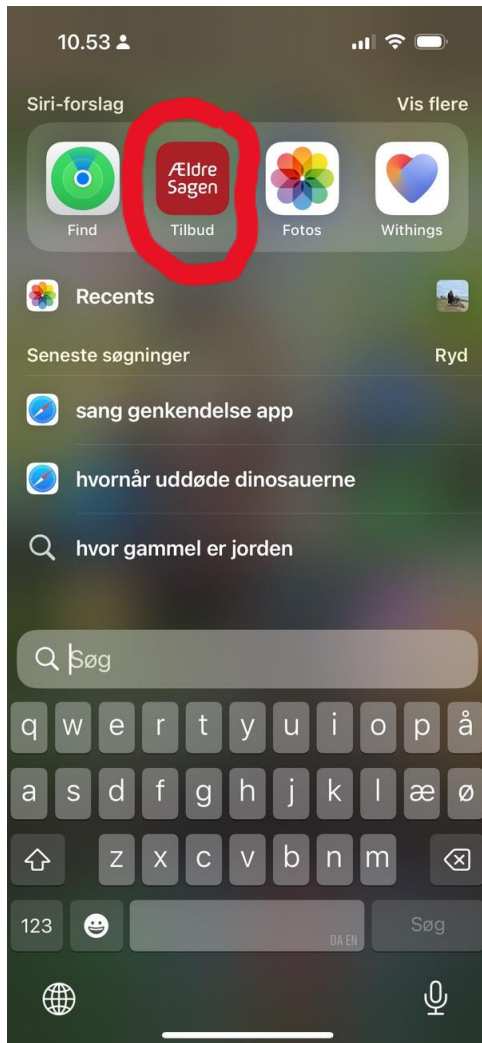 10.53
Siri-forslag Vis flere
Ældre
Sagen
Find Tilbud Fotos Withings
Recents
Seneste søgninger Ryd
sang genkendelse app
hvornår uddøde dinosauerne
hvor gammel er jorden
Søg
q w e r t y u i o p å
a s d f g h j k l æ ø
z x c v b n m
123 DA EN Søg